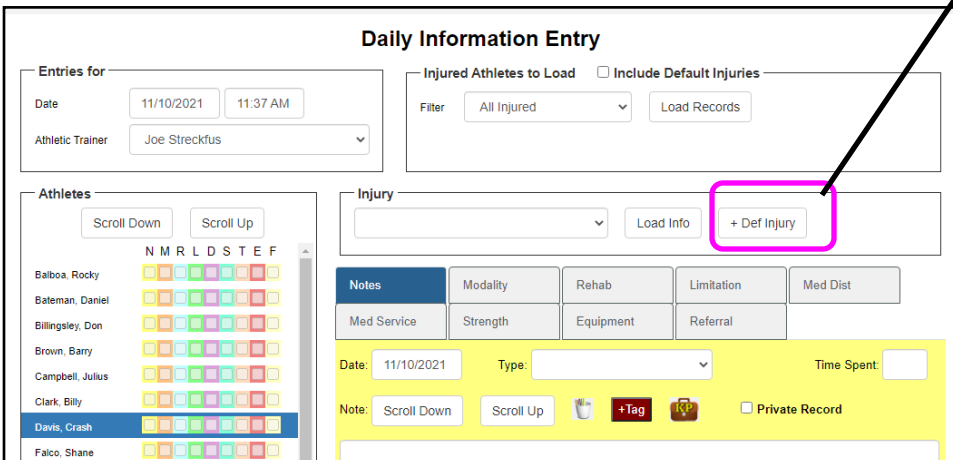 Daily Information Entry
Entries for
Date 11/10/2021 11:37 AM
Athletic Trainer Joe Streckfus
Injured Athletes to Load Include Default Injuries
Filter All Injured Load Records
Athletes
Scroll Down Scroll Up
N M R L D S T E F
Balboa, Rocky
Bateman, Daniel
Billingsley, Don
Brown, Barry
Campbell, Julius
Clark, Billy
Davis, Crash
Falco, Shane
Injury
Load Info + Def Injury
Notes Modality Rehab Limitation Med Dist
Med Service Strength Equipment Referral
Date: 11/10/2021 Type: Time Spent:
Note: Scroll Down Scroll Up +Tag KP Private Record